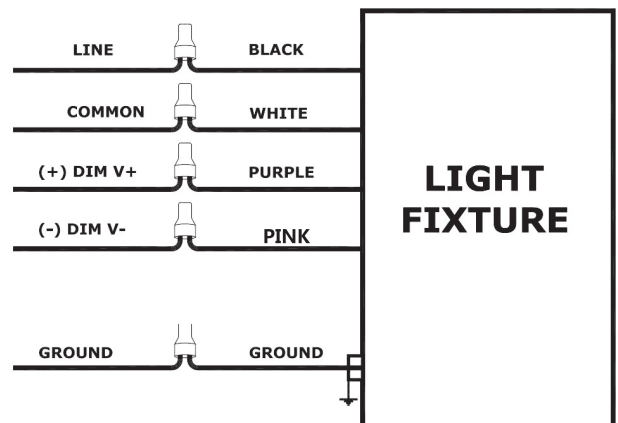 LINE BLACK
COMMON WHITE
(+) DIM V+ PURPLE
(-) DIM V- PINK
GROUND GROUND
LIGHT
FIXTURE